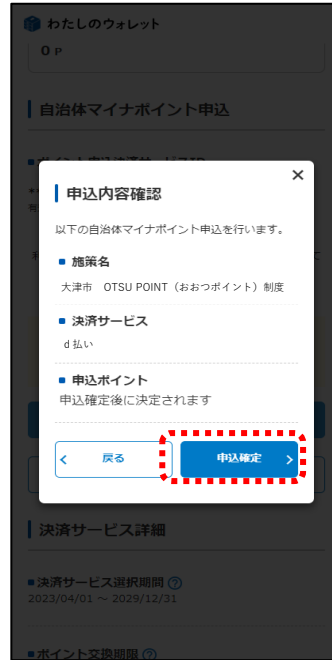 わたしのウォレット
0 P
自治体マイナポイント申込
申込内容確認
以下の自治体マイナポイント申込を行います。
施策名
大津市　OTSU POINT（おおつポイント）制度
決済サービス
d 払い
申込ポイント
申込確定後に決定されます
戻る
申込確定
決済サービス詳細
決済サービス選択期間 ?
2023/04/01 ～ 2029/12/31
ポイント交換期限 ?